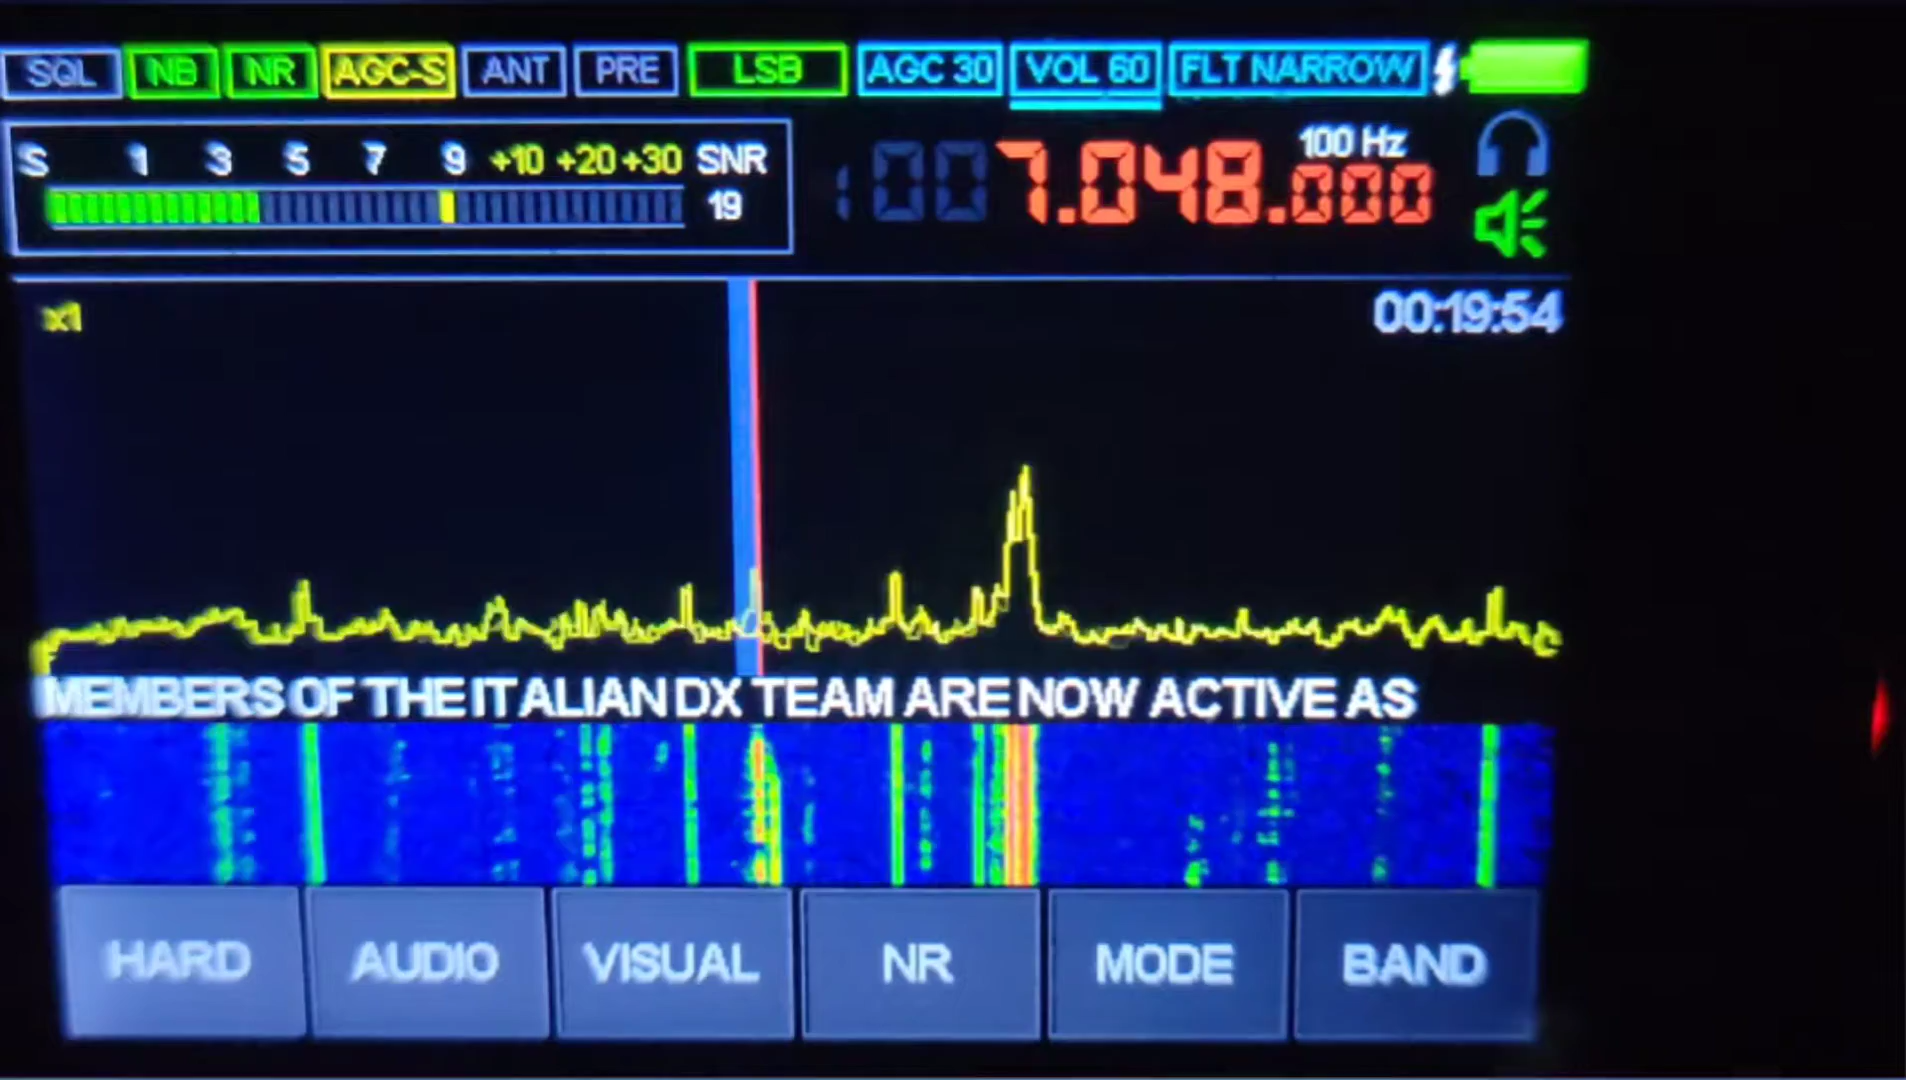 SQL NB NR AGC-S ANT PRE LSB AGC 30 VOL 60 FLT NARROW
S 1 3 5 7 9 +10 +20 +30 SNR
19
100 Hz
7.048.000
x1
00:19:54
MEMBERS OF THE ITALIAN DX TEAM ARE NOW ACTIVE AS
HARD AUDIO VISUAL NR MODE BAND